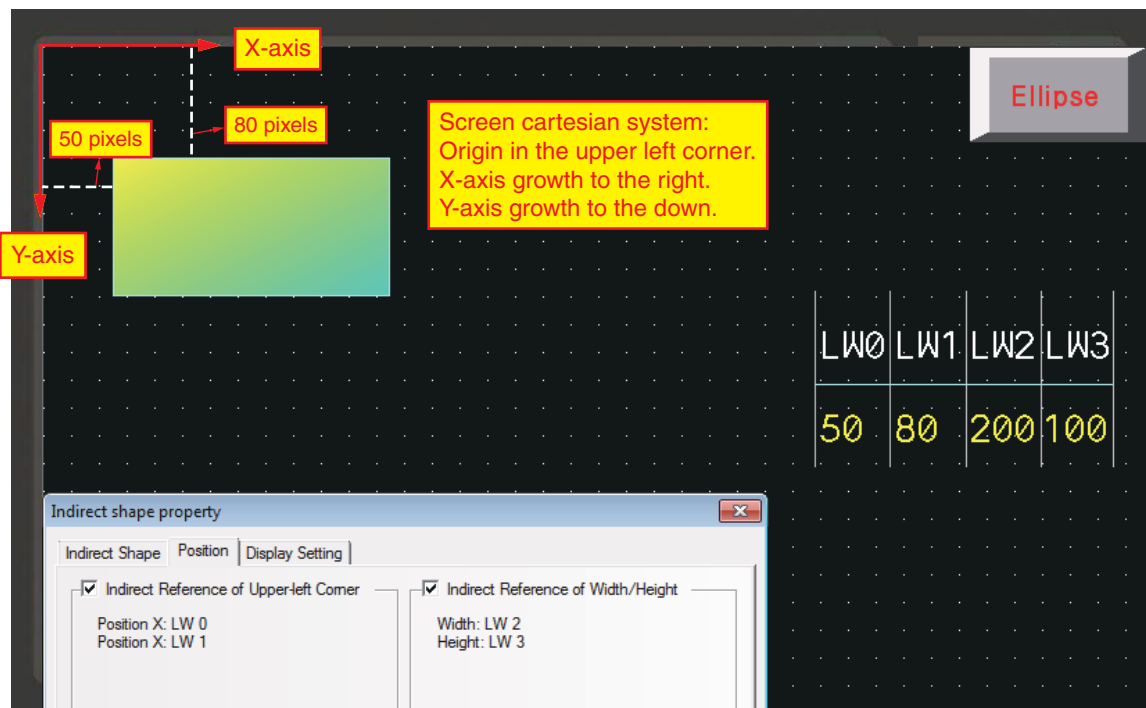 X-axis
Ellipse
80 pixels
50 pixels
Screen cartesian system:
Origin in the upper left corner.
X-axis growth to the right.
Y-axis growth to the down.
Y-axis
LW0 LW1 LW2 LW3
50 80 200 100
Indirect shape property
Indirect Shape Position Display Setting
Indirect Reference of Upper-left Corner
Position X: LW 0
Position X: LW 1
Indirect Reference of Width/Height
Width: LW 2
Height: LW 3